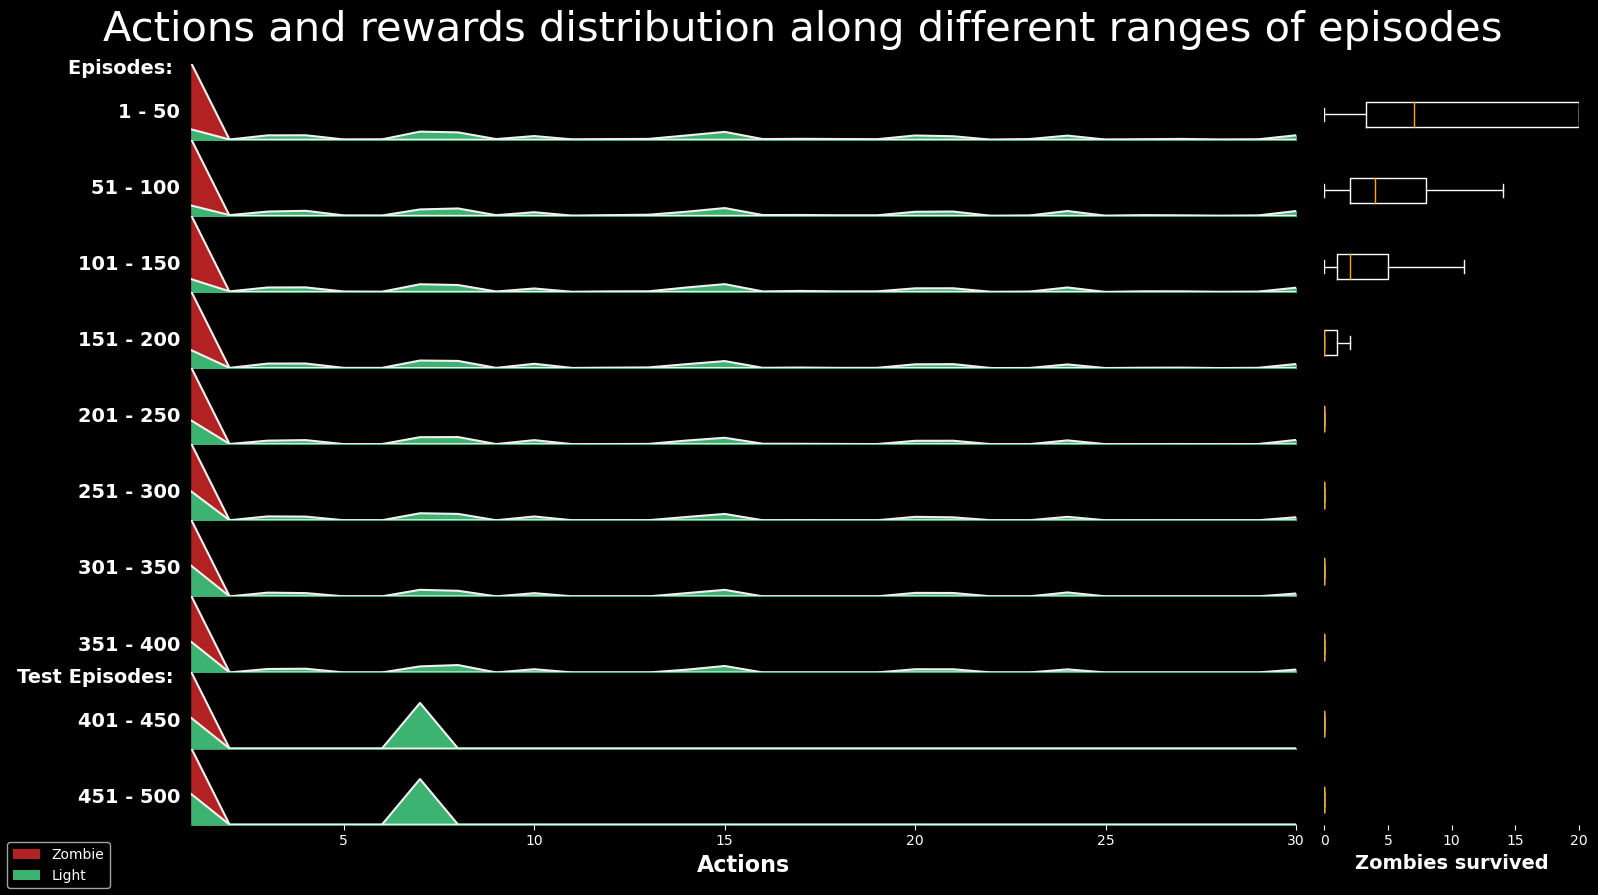 Actions and rewards distribution along different ranges of episodes
Episodes:
1 - 50
51 - 100
101 - 150
151 - 200
201 - 250
251 - 300
301 - 350
351 - 400
Test Episodes:
401 - 450
451 - 500
5 10 15 20 25 30
Actions
0 5 10 15 20
Zombies survived
Zombie
Light